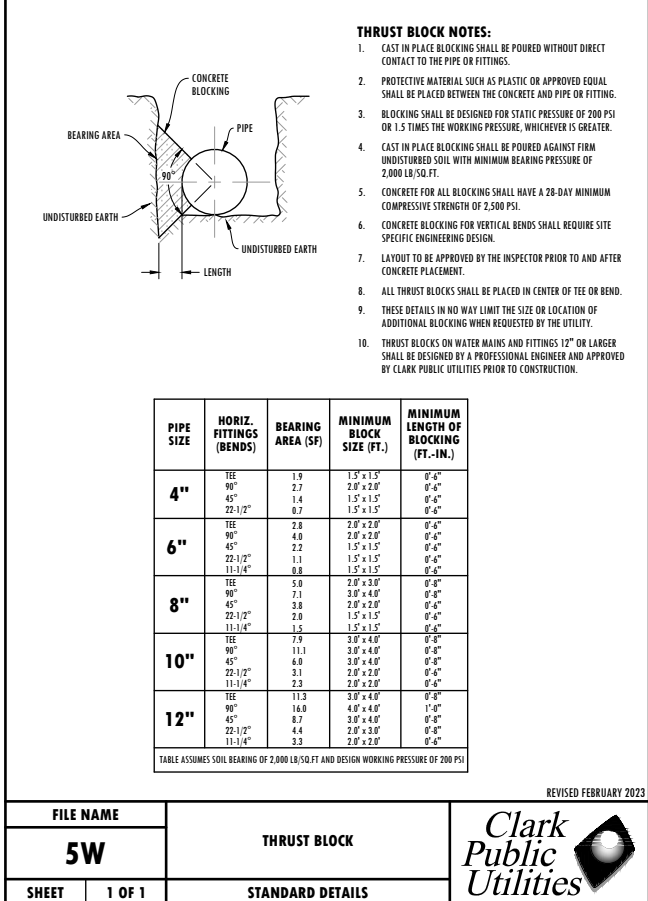 THRUST BLOCK NOTES:
1. CAST IN PLACE BLOCKING SHALL BE POURED WITHOUT DIRECT
CONTACT TO THE PIPE OR FITTINGS.
2. PROTECTIVE MATERIAL SUCH AS PLASTIC OR APPROVED EQUAL
SHALL BE PLACED BETWEEN THE CONCRETE AND PIPE OR FITTING.
3. BLOCKING SHALL BE DESIGNED FOR STATIC PRESSURE OF 200 PSI
OR 1.5 TIMES THE WORKING PRESSURE, WHICHEVER IS GREATER.
4. CAST IN PLACE BLOCKING SHALL BE POURED AGAINST FIRM
UNDISTURBED SOIL WITH MINIMUM BEARING PRESSURE OF
2,000 LB/SQ.FT.
5. CONCRETE FOR ALL BLOCKING SHALL HAVE A 28-DAY MINIMUM
COMPRESSIVE STRENGTH OF 2,500 PSI.
6. CONCRETE BLOCKING FOR VERTICAL BENDS SHALL REQUIRE SITE
SPECIFIC ENGINEERING DESIGN.
7. LAYOUT TO BE APPROVED BY THE INSPECTOR PRIOR TO AND AFTER
CONCRETE PLACEMENT.
8. ALL THRUST BLOCKS SHALL BE PLACED IN CENTER OF TEE OR BEND.
9. THESE DETAILS IN NO WAY LIMIT THE SIZE OR LOCATION OF
ADDITIONAL BLOCKING WHEN REQUESTED BY THE UTILITY.
10. THRUST BLOCKS ON WATER MAINS AND FITTINGS 12" OR LARGER
SHALL BE DESIGNED BY A PROFESSIONAL ENGINEER AND APPROVED
BY CLARK PUBLIC UTILITIES PRIOR TO CONSTRUCTION.
CONCRETE
BLOCKING
BEARING AREA
PIPE
90°
UNDISTURBED EARTH
UNDISTURBED EARTH
LENGTH
PIPE SIZE HORIZ. FITTINGS (BENDS) BEARING AREA (SF) MINIMUM BLOCK SIZE (FT.) MINIMUM LENGTH OF BLOCKING (FT.-IN.)
4"
TEE 1.9 1.5' x 1.5' 0'-6"
90° 2.7 2.0' x 2.0' 0'-6"
45° 1.4 1.5' x 1.5' 0'-6"
22-1/2° 0.7 1.5' x 1.5' 0'-6"
6"
TEE 2.8 2.0' x 2.0' 0'-6"
90° 4.0 2.0' x 2.0' 0'-6"
45° 2.2 1.5' x 1.5' 0'-6"
22-1/2° 1.1 1.5' x 1.5' 0'-6"
11-1/4° 0.8 1.5' x 1.5' 0'-6"
8"
TEE 5.0 2.0' x 3.0' 0'-8"
90° 7.1 3.0' x 4.0' 0'-8"
45° 3.8 2.0' x 2.0' 0'-6"
22-1/2° 2.0 1.5' x 1.5' 0'-6"
11-1/4° 1.5 1.5' x 1.5' 0'-6"
10"
TEE 7.9 3.0' x 4.0' 0'-8"
90° 11.1 3.0' x 4.0' 0'-8"
45° 6.0 3.0' x 4.0' 0'-8"
22-1/2° 3.1 2.0' x 2.0' 0'-6"
11-1/4° 2.3 2.0' x 2.0' 0'-6"
12"
TEE 11.3 3.0' x 4.0' 0'-8"
90° 16.0 4.0' x 4.0' 1'-0"
45° 8.7 3.0' x 4.0' 0'-8"
22-1/2° 4.4 2.0' x 3.0' 0'-8"
11-1/4° 3.3 2.0' x 2.0' 0'-6"
TABLE ASSUMES SOIL BEARING OF 2,000 LB/SQ.FT AND DESIGN WORKING PRESSURE OF 200 PSI
REVISED FEBRUARY 2023
FILE NAME
5W
SHEET 1 OF 1
THRUST BLOCK
STANDARD DETAILS
Clark
Public
Utilities